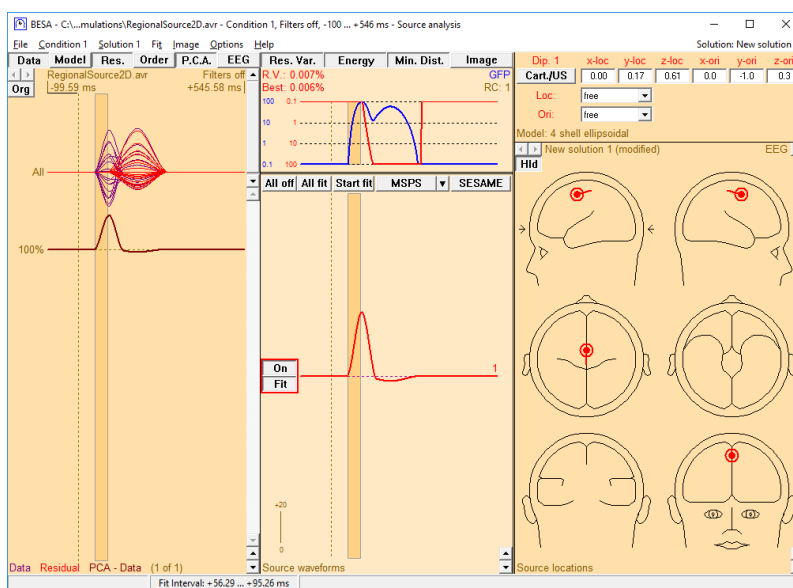 BESA - C:\...mulations\RegionalSource2D.avr - Condition 1, Filters off, -100 ... +546 ms - Source analysis
File Condition 1 Solution 1 Fit Image Options Help Solution: New solution
Data Model Res. Order P.C.A. EEG Res. Var. Energy Min. Dist. Image
Dip. 1 x-loc y-loc z-loc x-ori y-ori z-ori
Cart./US 0.00 0.17 0.61 0.0 -1.0 0.3
Loc: free
Ori: free
Model: 4 shell ellipsoidal
RegionalSource2D.avr Filters off
Org -99.59 ms +545.58 ms
R.V.: 0.007% GFP
Best: 0.006% RC: 1
100 0.1
10 1
1 10
0.1 100
New solution 1 (modified) EEG
Hld
All
100%
All off All fit Start fit MSPS SESAME
On
Fit
1
+20
0
Data Residual PCA - Data (1 of 1)
Source waveforms
Source locations
Fit Interval: +56.29 ... +95.26 ms